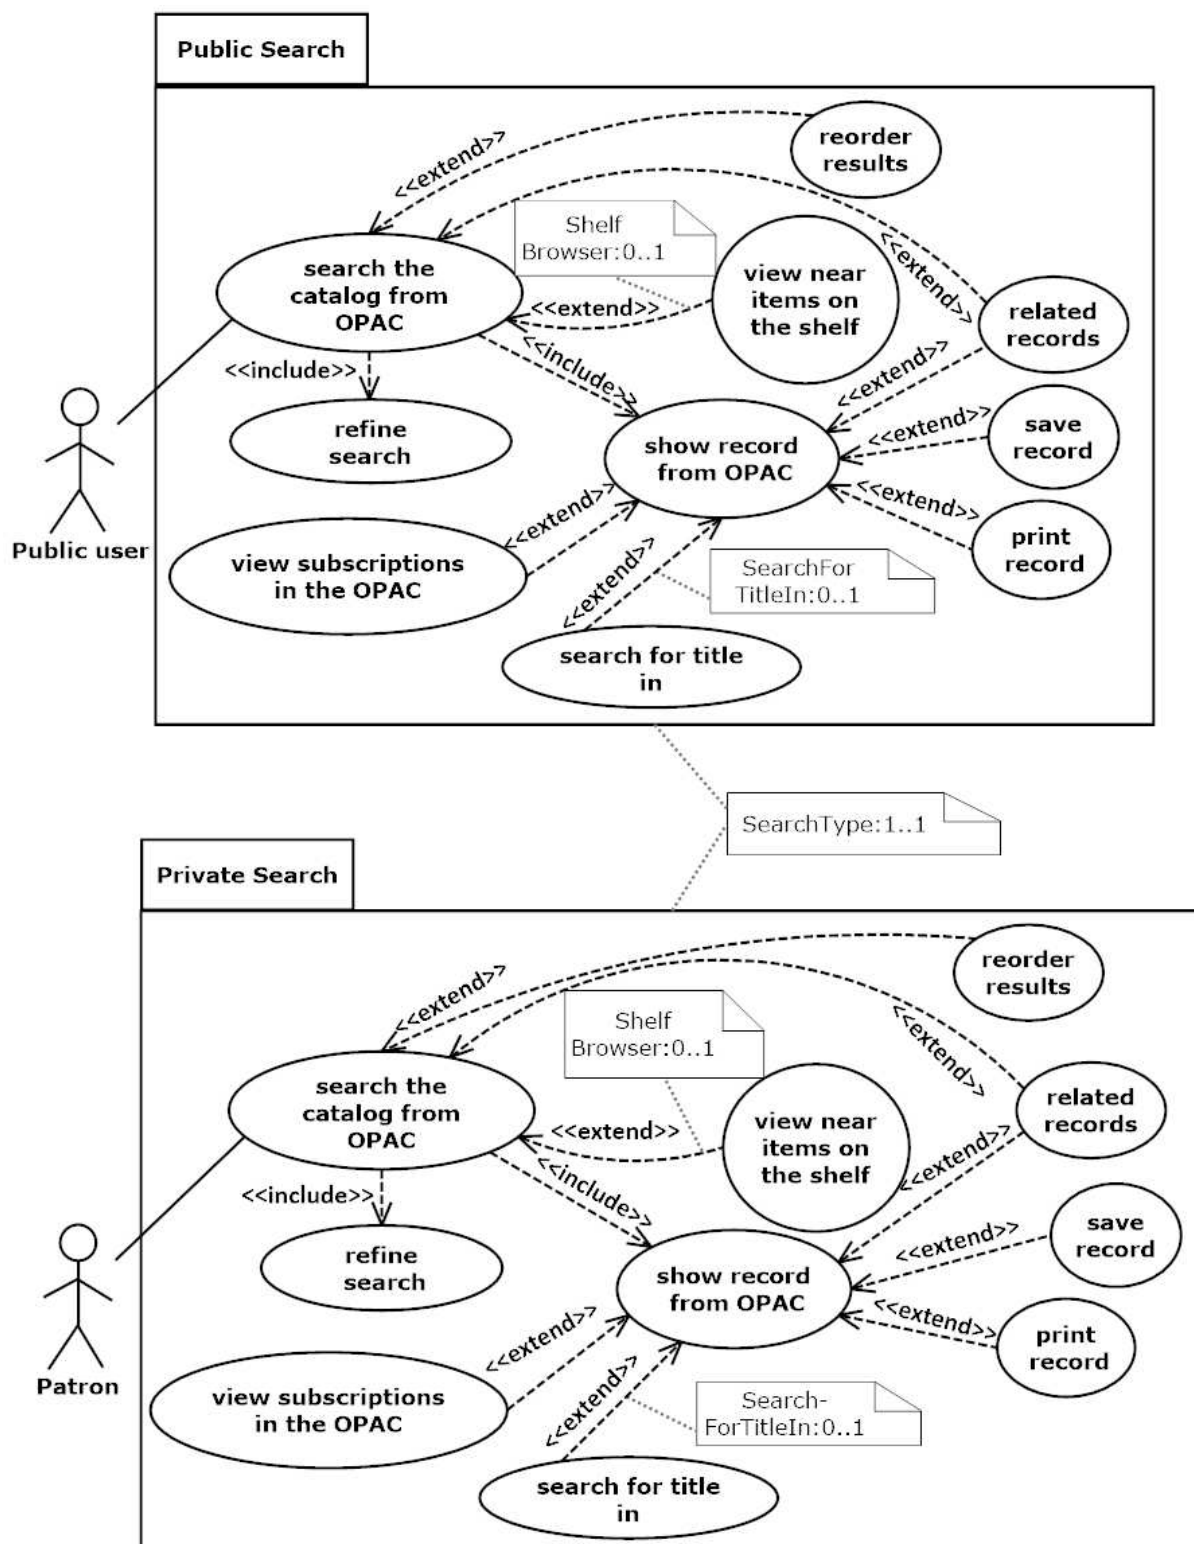 Public Search
reorder
results
<<extend>>
Shelf
Browser:0..1
search the
catalog from
OPAC
view near
items on
the shelf
<<extend>>
<<extend>>
related
records
<<include>>
<<include>>
<<extend>>
refine
search
show record
from OPAC
<<extend>>
save
record
Public user
<<extend>>
<<extend>>
print
record
view subscriptions
in the OPAC
<<extend>>
SearchFor
TitleIn:0..1
search for title
in
SearchType:1..1
Private Search
reorder
results
<<extend>>
Shelf
Browser:0..1
<<extend>>
search the
catalog from
OPAC
<<extend>>
view near
items on
the shelf
related
records
<<include>>
<<include>>
<<extend>>
save
record
refine
search
<<extend>>
show record
from OPAC
<<extend>>
print
record
Patron
<<extend>>
view subscriptions
in the OPAC
<<extend>>
Search-
ForTitleIn:0..1
search for title
in